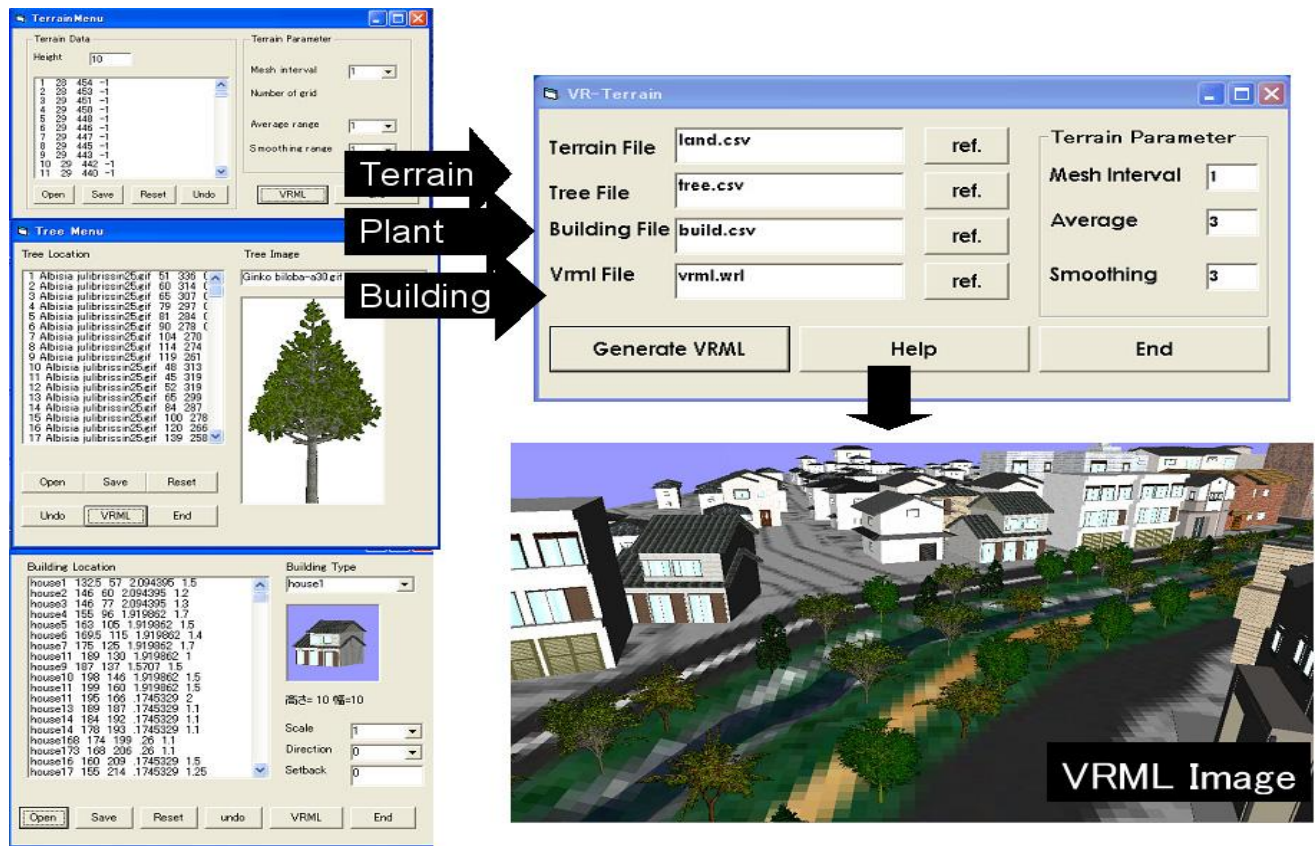 TerrainMenu
Terrain Data
Height 10
1 28 454 -1
2 28 453 -1
3 29 451 -1
4 29 450 -1
5 29 448 -1
6 29 446 -1
7 29 447 -1
8 29 445 -1
9 29 443 -1
10 29 442 -1
11 29 440 -1
Open Save Reset Undo
Terrain Parameter
Mesh interval 1
Number of grid
Average range 1
Smoothing range 1
VRML End
Tree Menu
Tree Location
1 Albisia julibrissin25.gif 51 336
2 Albisia julibrissin25.gif 60 314
3 Albisia julibrissin25.gif 65 307
4 Albisia julibrissin25.gif 79 297
5 Albisia julibrissin25.gif 81 284
6 Albisia julibrissin25.gif 90 278
7 Albisia julibrissin25.gif 104 270
8 Albisia julibrissin25.gif 114 274
9 Albisia julibrissin25.gif 119 261
10 Albisia julibrissin25.gif 48 313
11 Albisia julibrissin25.gif 45 319
12 Albisia julibrissin25.gif 52 319
13 Albisia julibrissin25.gif 65 299
14 Albisia julibrissin25.gif 84 287
15 Albisia julibrissin25.gif 100 278
16 Albisia julibrissin25.gif 120 266
17 Albisia julibrissin25.gif 139 258
Tree Image
Ginko biloba-a30.gif
Open Save Reset
Undo VRML End
Building Location
house1 132.5 57 2.094395 1.5
house2 146 60 2.094395 1.2
house3 146 77 2.094395 1.3
house4 155 96 1.919862 1.7
house5 163 105 1.919862 1.5
house6 169.5 115 1.919862 1.4
house7 175 125 1.919862 1.7
house11 189 130 1.919862 1
house9 187 137 1.5707 1.5
house10 198 146 1.919862 1.5
house11 199 160 1.919862 1.5
house11 195 166 .1745329 2
house13 189 187 .1745329 1.1
house14 184 192 .1745329 1.1
house14 178 193 .1745329 1.1
house168 174 199 .26 1.1
house173 168 206 .26 1.1
house16 160 209 .1745329 1.5
house17 155 214 .1745329 1.25
Building Type
house1
高さ= 10 幅=10
Scale 1
Direction 0
Setback 0
Open Save Reset undo VRML End
Terrain
Plant
Building
VR-Terrain
Terrain File land.csv ref.
Tree File tree.csv ref.
Building File build.csv ref.
Vrml File vrml.wrl ref.
Terrain Parameter
Mesh Interval 1
Average 3
Smoothing 3
Generate VRML Help End
VRML Image